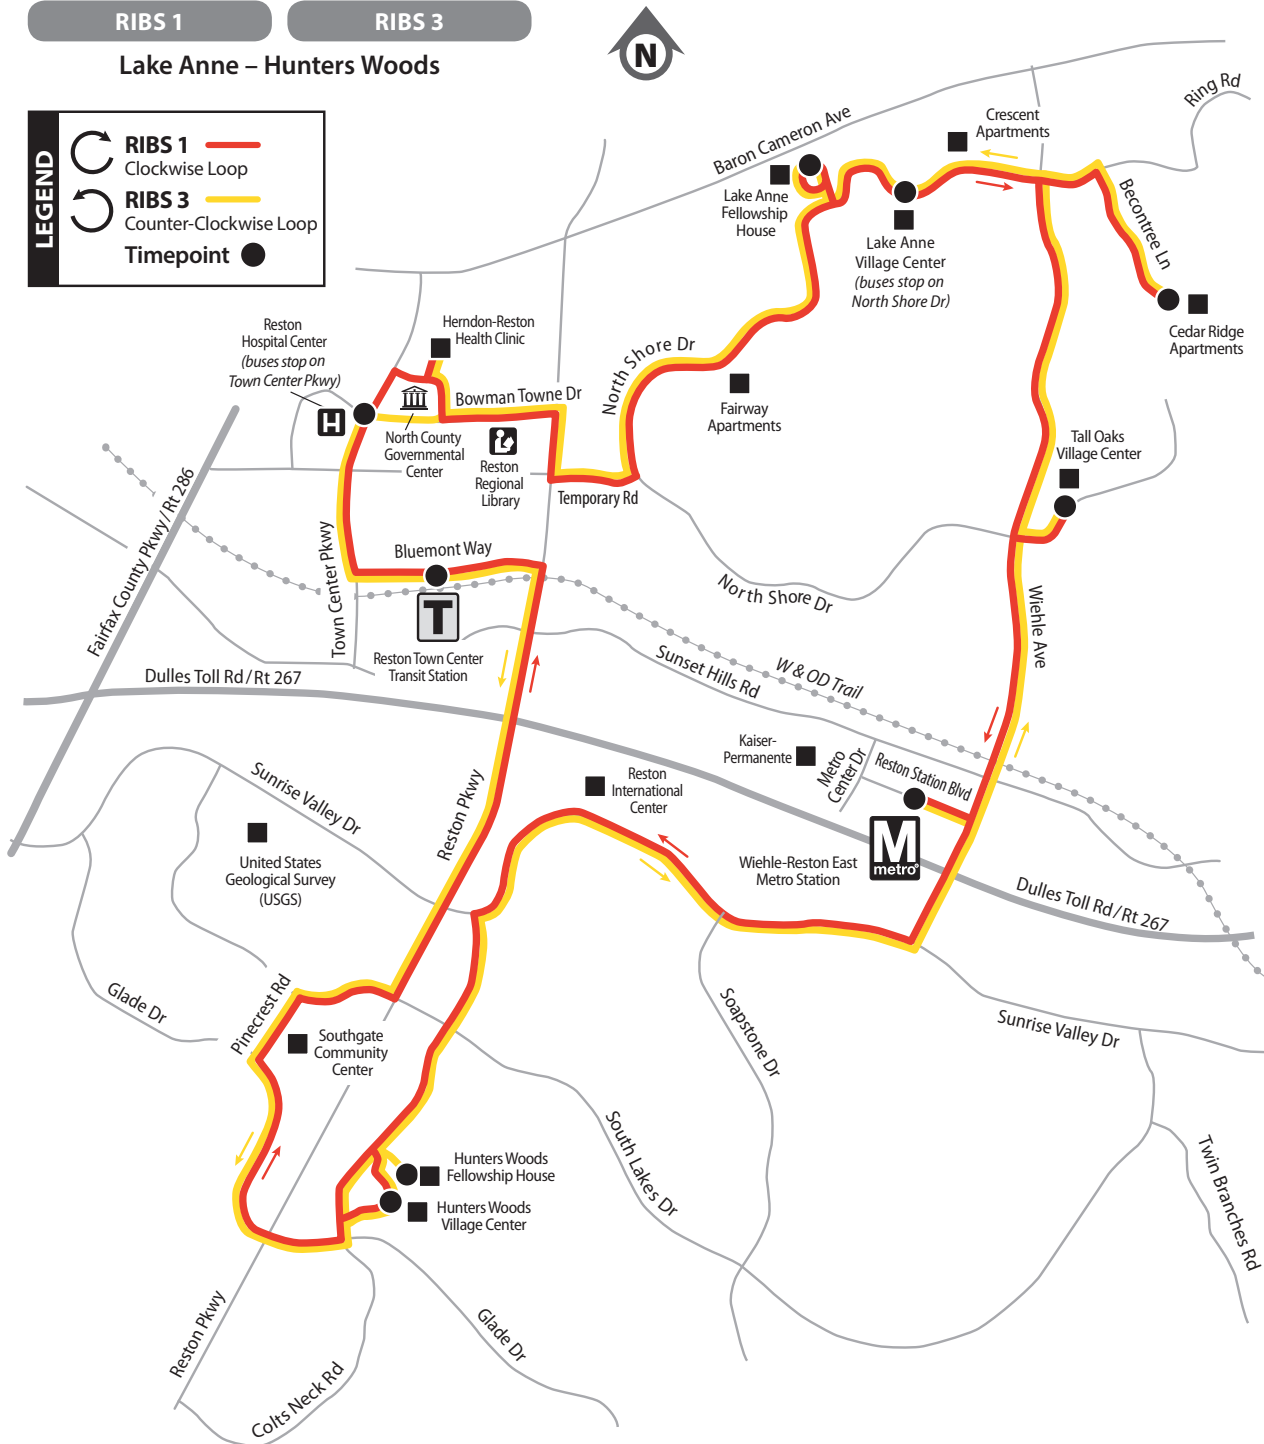 RIBS 1
RIBS 3
Lake Anne – Hunters Woods
N
LEGEND
RIBS 1
Clockwise Loop
RIBS 3
Counter-Clockwise Loop
Timepoint
Baron Cameron Ave
Crescent
Apartments
Ring Rd
Lake Anne
Fellowship
House
Lake Anne
Village Center
(buses stop on
North Shore Dr)
Becontree Ln
Cedar Ridge
Apartments
Reston
Hospital Center
(buses stop on
Town Center Pkwy)
Herndon-Reston
Health Clinic
H
Bowman Towne Dr
North County
Governmental
Center
Reston
Regional
Library
North Shore Dr
Fairway
Apartments
Temporary Rd
Tall Oaks
Village Center
Fairfax County Pkwy/Rt 286
Town Center Pkwy
Bluemont Way
T
Reston Town Center
Transit Station
North Shore Dr
Wiehle Ave
Sunset Hills Rd
W & OD Trail
Dulles Toll Rd/Rt 267
Kaiser-
Permanente
Metro
Center Dr
Reston Station Blvd
Sunrise Valley Dr
Reston Pkwy
Reston
International
Center
M
metro
Wiehle-Reston East
Metro Station
Dulles Toll Rd/Rt 267
United States
Geological Survey
(USGS)
Glade Dr
Pinecrest Rd
Southgate
Community
Center
Soapstone Dr
Sunrise Valley Dr
South Lakes Dr
Twin Branches Rd
Hunters Woods
Fellowship House
Hunters Woods
Village Center
Reston Pkwy
Colts Neck Rd
Glade Dr